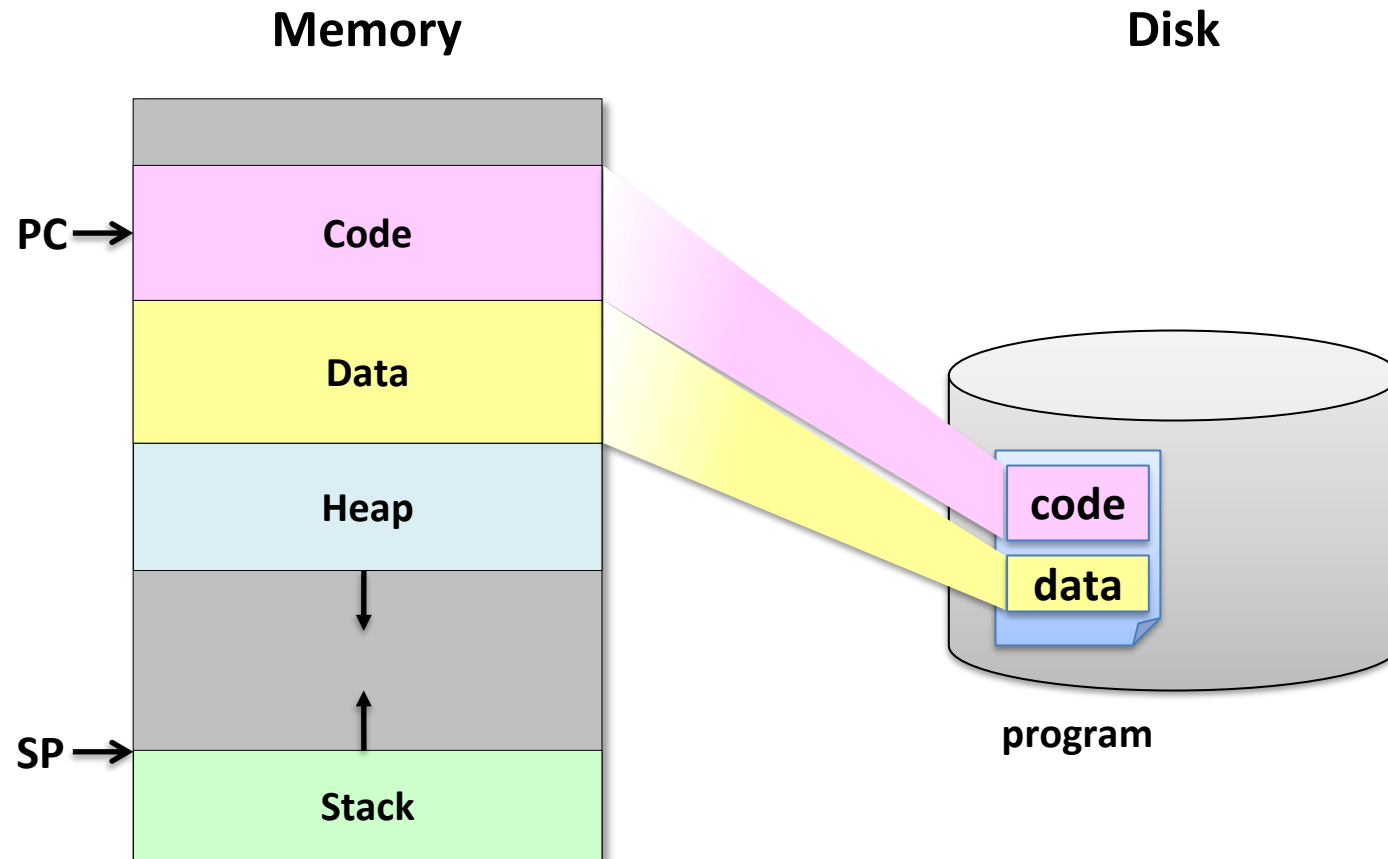 Memory
Disk
PC
Code
Data
Heap
code
data
program
SP
Stack